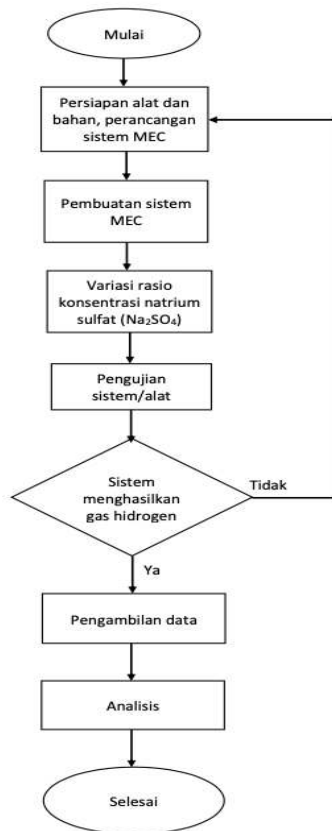 Mulai
Persiapan alat dan
bahan, perancangan
sistem MEC
Pembuatan sistem
MEC
Variasi rasio
konsentrasi natrium
sulfat (Na₂SO₄)
Pengujian
sistem/alat
Sistem
menghasilkan
gas hidrogen
Tidak
Ya
Pengambilan data
Analisis
Selesai